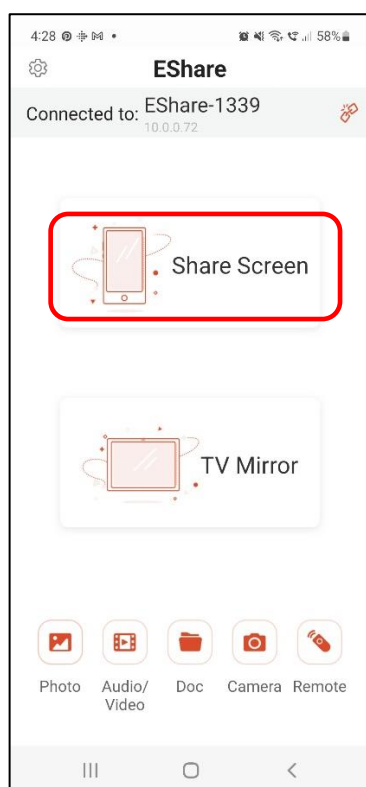 4:28 58%
EShare
Connected to: EShare-1339
10.0.0.72
Share Screen
TV Mirror
Photo Audio/ Doc Camera Remote
Video